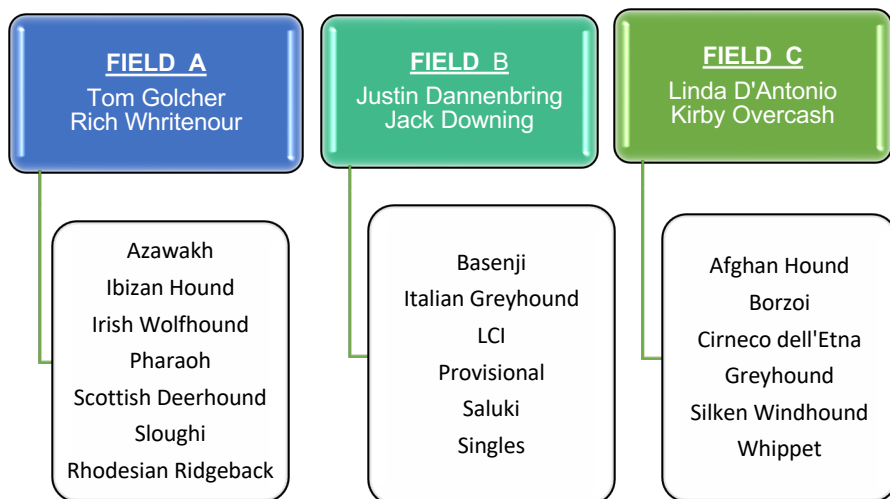 FIELD A
Tom Golcher
Rich Whritenour
Azawakh
Ibizan Hound
Irish Wolfhound
Pharaoh
Scottish Deerhound
Sloughi
Rhodesian Ridgeback
FIELD B
Justin Dannenbring
Jack Downing
Basenji
Italian Greyhound
LCI
Provisional
Saluki
Singles
FIELD C
Linda D'Antonio
Kirby Overcash
Afghan Hound
Borzoi
Cirneco dell'Etna
Greyhound
Silken Windhound
Whippet